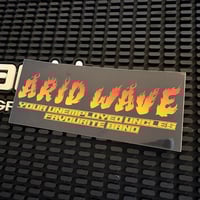 ARID WAVE
YOUR UNEMPLOYED UNCLES
FAVOURITE BAND